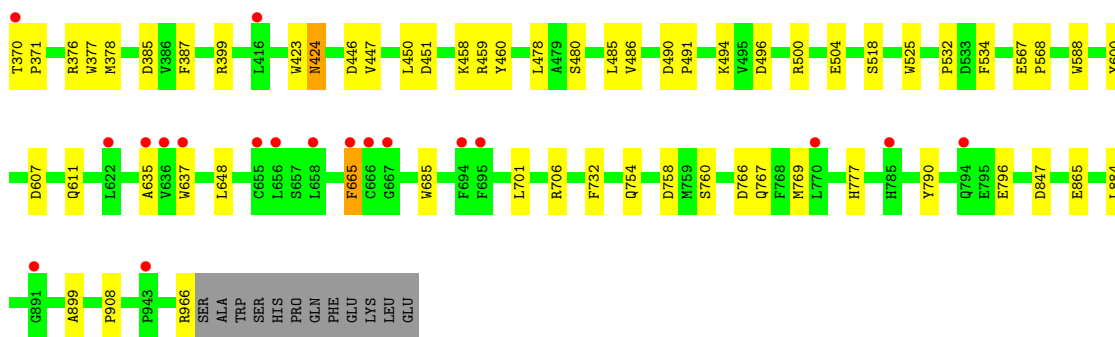 T370 P371 R376 W377 M378 D385 V386 F387 R399 L416 W423 N424 D446 V447 L450 D451 K458 R459 Y460 L478 A479 S480 L485 V486 D490 P491 K494 V495 D496 R500 E504 S518 W525 P532 D533 F534 E567 P568 W588
D607 Q611 L622 A635 V636 W637 L648 C655 L656 S657 L658 F665 C666 G667 W685 F694 F695 L701 R706 F732 Q754 D758 M759 S760 D766 Q767 F768 M769 L770 H777 H785 Y790 Q794 E795 E796 D847 E865
G891 A899 P908 P943 R966 SER ALA TRP SER HIS PRO GLN PHE GLU LYS LEU GLU